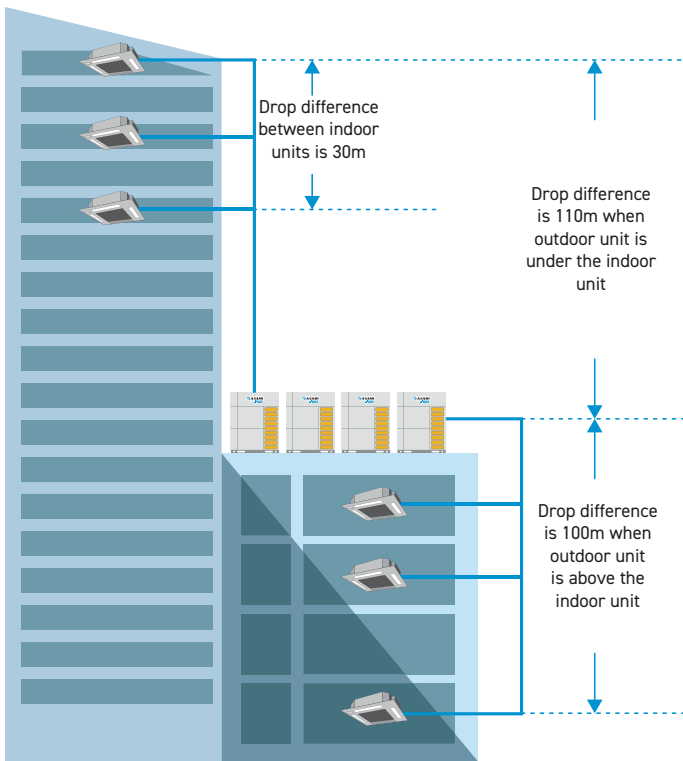 Drop difference
between indoor
units is 30m
Drop difference
is 110m when
outdoor unit is
under the indoor
unit
Drop difference
is 100m when
outdoor unit
is above the
indoor unit